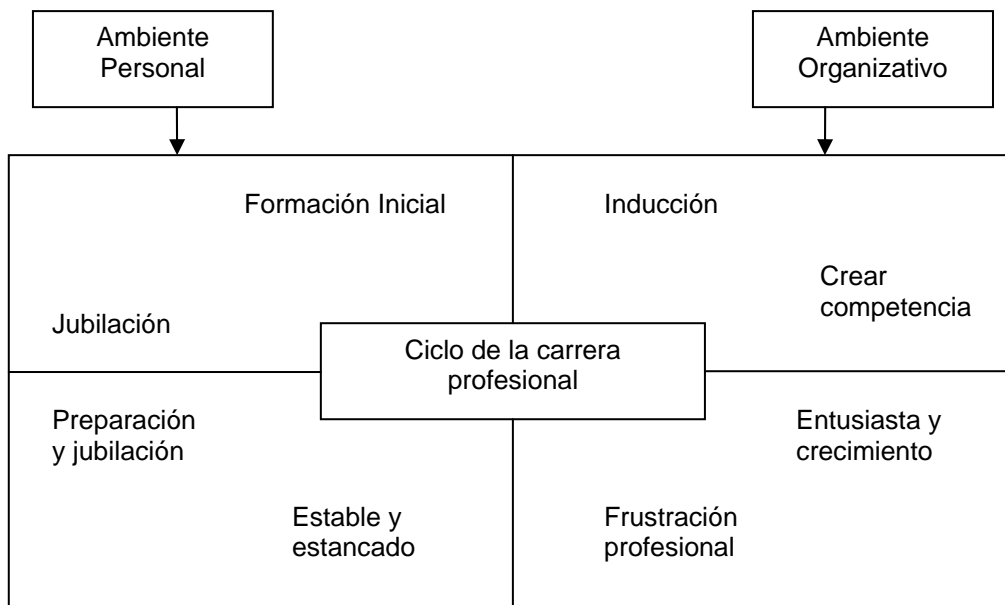 Ambiente
Personal
Ambiente
Organizativo
Formación Inicial
Inducción
Crear
competencia
Jubilación
Ciclo de la carrera
profesional
Preparación
y jubilación
Entusiasta y
crecimiento
Estable y
estancado
Frustración
profesional